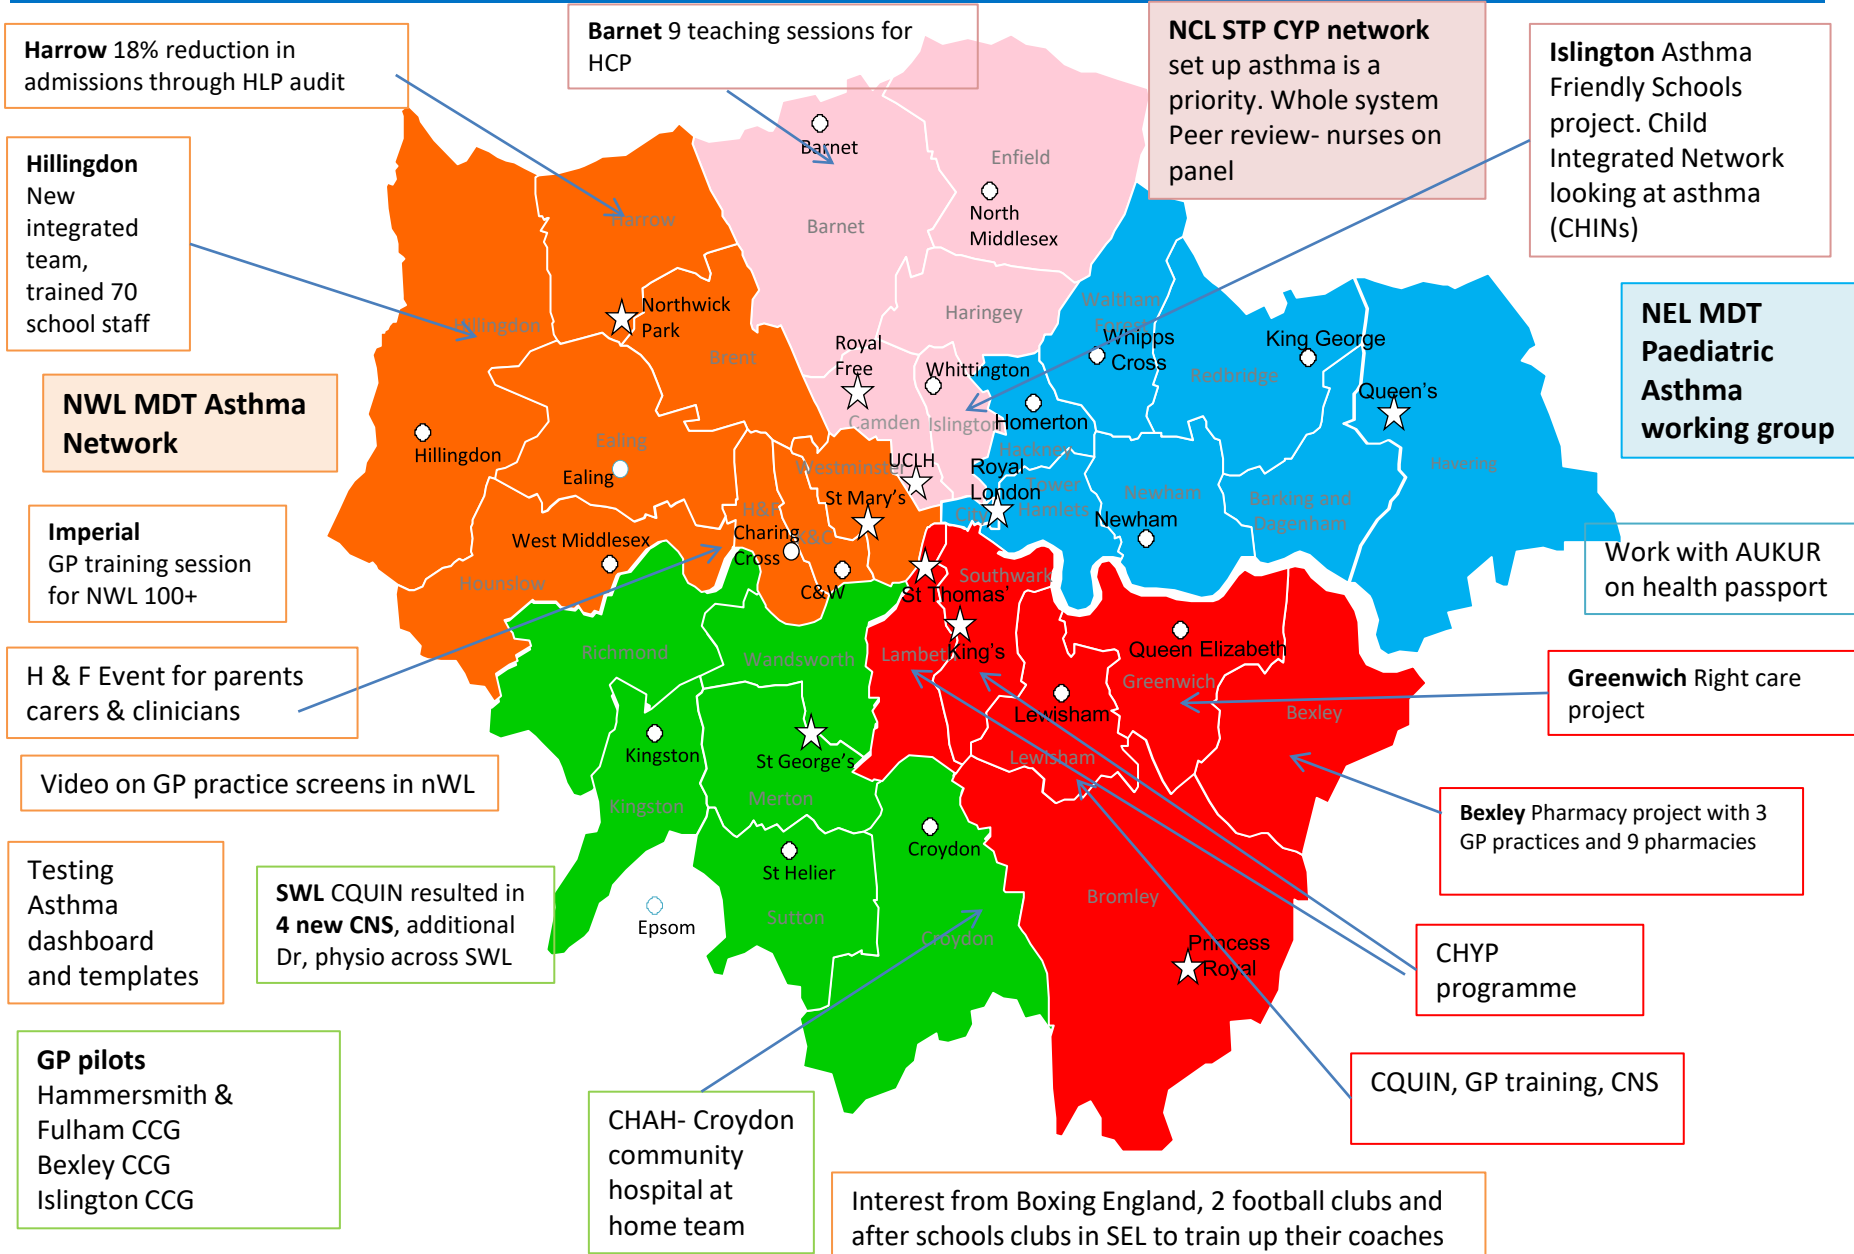 Harrow 18% reduction in
admissions through HLP audit
Barnet 9 teaching sessions for
HCP
NCL STP CYP network
set up asthma is a
priority. Whole system
Peer review- nurses on
panel
Islington Asthma
Friendly Schools
project. Child
Integrated Network
looking at asthma
(CHINs)
Hillingdon
New
integrated
team,
trained 70
school staff
NEL MDT
Paediatric
Asthma
working group
NWL MDT Asthma
Network
Imperial
GP training session
for NWL 100+
Work with AUKUR
on health passport
H & F Event for parents
carers & clinicians
Greenwich Right care
project
Video on GP practice screens in nWL
Bexley Pharmacy project with 3
GP practices and 9 pharmacies
Testing
Asthma
dashboard
and templates
SWL CQUIN resulted in
4 new CNS, additional
Dr, physio across SWL
CHYP
programme
GP pilots
Hammersmith &
Fulham CCG
Bexley CCG
Islington CCG
CHAH- Croydon
community
hospital at
home team
CQUIN, GP training, CNS
Interest from Boxing England, 2 football clubs and
after schools clubs in SEL to train up their coaches
Barnet
Enfield
North
Middlesex
Barnet
Harrow
Northwick
Park
Hillingdon
Brent
Haringey
Waltham
Forest
Whipps
Cross
King George
Redbridge
Queen's
Royal
Free
Whittington
Camden
Islington
Homerton
Hackney
Havering
Hillingdon
Ealing
Ealing
Westminster
UCLH
Royal
London
Tower
Hamlets
City
Newham
Newham
Barking and
Dagenham
St Mary's
H&F
Charing
Cross
K&C
C&W
West Middlesex
Hounslow
Southwark
St Thomas'
Richmond
Wandsworth
Lambeth
King's
Queen Elizabeth
Greenwich
Bexley
Lewisham
Lewisham
Kingston
Kingston
St George's
Merton
Croydon
St Helier
Sutton
Epsom
Croydon
Bromley
Princess
Royal